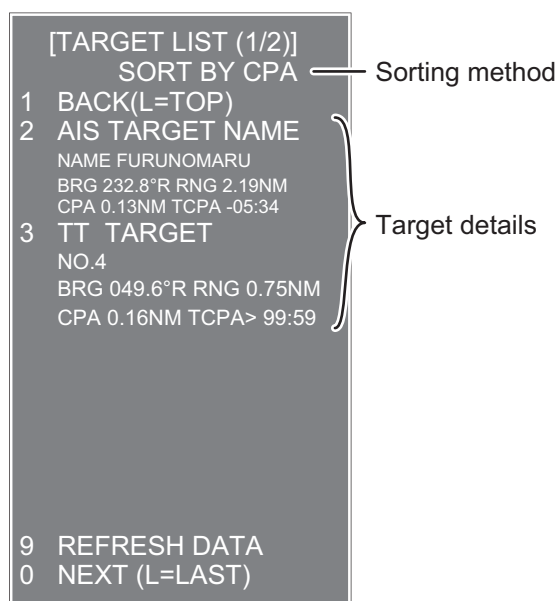 [TARGET LIST (1/2)]
SORT BY CPA
Sorting method
1 BACK(L=TOP)
2 AIS TARGET NAME
NAME FURUNOMARU
BRG 232.8°R RNG 2.19NM
CPA 0.13NM TCPA -05:34
Target details
3 TT TARGET
NO.4
BRG 049.6°R RNG 0.75NM
CPA 0.16NM TCPA> 99:59
9 REFRESH DATA
0 NEXT (L=LAST)